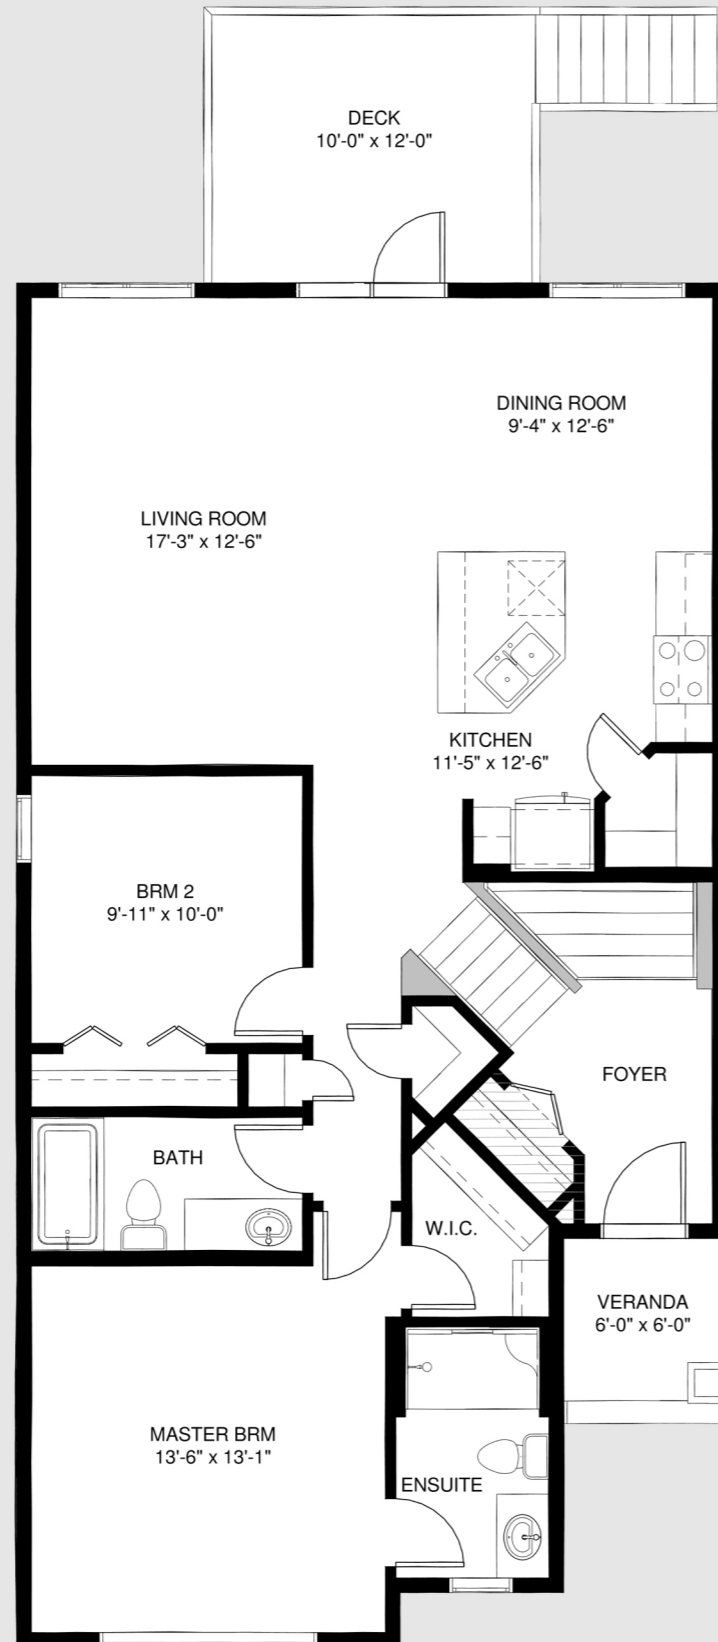 DECK
10'-0" x 12'-0"
DINING ROOM
9'-4" x 12'-6"
LIVING ROOM
17'-3" x 12'-6"
KITCHEN
11'-5" x 12'-6"
BRM 2
9'-11" x 10'-0"
FOYER
BATH
W.I.C.
VERANDA
6'-0" x 6'-0"
MASTER BRM
13'-6" x 13'-1"
ENSUITE